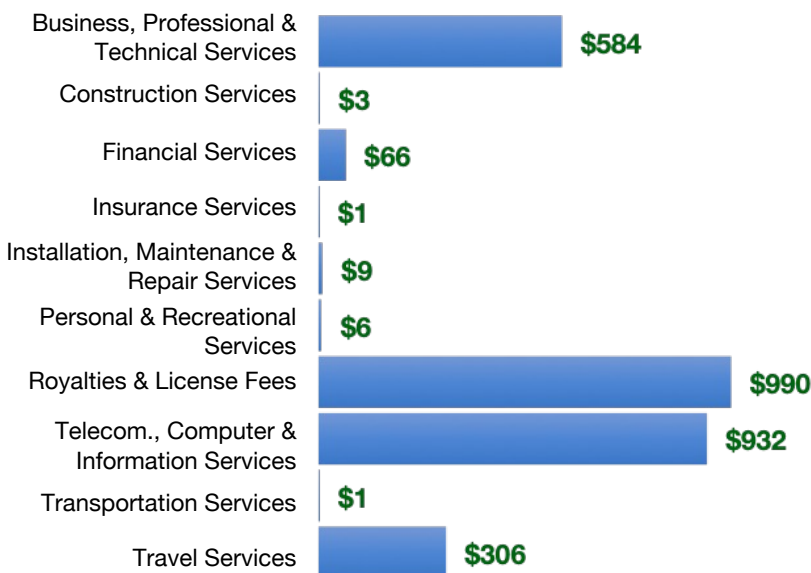 Business, Professional &
Technical Services
$584
Construction Services
$3
Financial Services
$66
Insurance Services
$1
Installation, Maintenance &
Repair Services
$9
Personal & Recreational
Services
$6
Royalties & License Fees
$990
Telecom., Computer &
Information Services
$932
Transportation Services
$1
Travel Services
$306